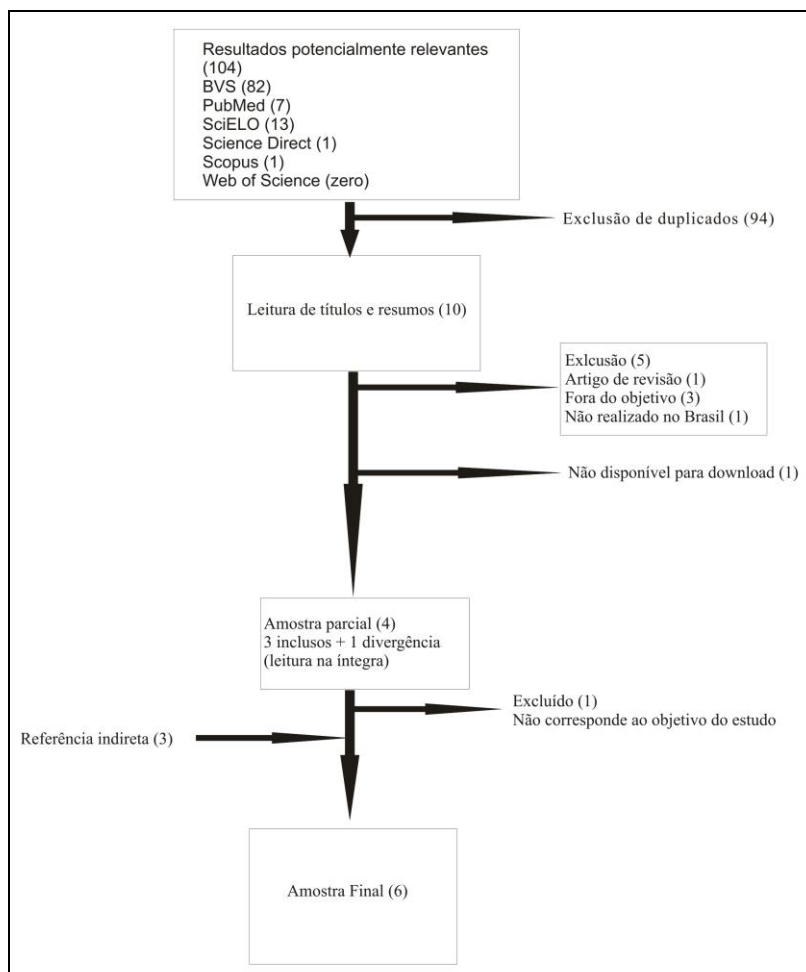 Resultados potencialmente relevantes
(104)
BVS (82)
PubMed (7)
SciELO (13)
Science Direct (1)
Scopus (1)
Web of Science (zero)
Exclusão de duplicados (94)
Leitura de títulos e resumos (10)
Exlcusão (5)
Artigo de revisão (1)
Fora do objetivo (3)
Não realizado no Brasil (1)
Não disponível para download (1)
Amostra parcial (4)
3 inclusos + 1 divergência
(leitura na íntegra)
Excluído (1)
Não corresponde ao objetivo do estudo
Referência indireta (3)
Amostra Final (6)